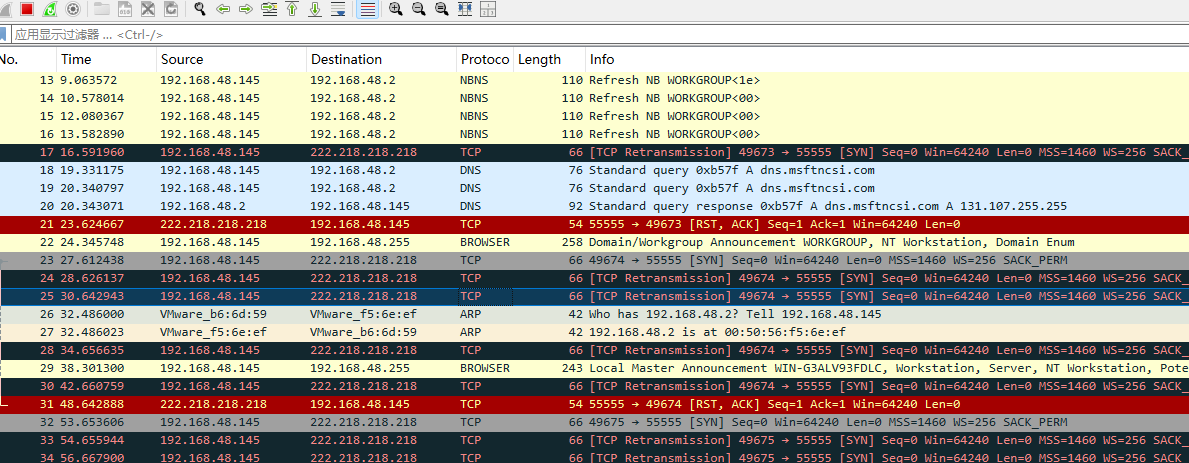 应用显示过滤器 … <Ctrl-/>
No. Time Source Destination Protoco Length Info
13 9.063572 192.168.48.145 192.168.48.2 NBNS 110 Refresh NB WORKGROUP<1e>
14 10.578014 192.168.48.145 192.168.48.2 NBNS 110 Refresh NB WORKGROUP<00>
15 12.080367 192.168.48.145 192.168.48.2 NBNS 110 Refresh NB WORKGROUP<00>
16 13.582890 192.168.48.145 192.168.48.2 NBNS 110 Refresh NB WORKGROUP<00>
17 16.591960 192.168.48.145 222.218.218.218 TCP 66 [TCP Retransmission] 49673 → 55555 [SYN] Seq=0 Win=64240 Len=0 MSS=1460 WS=256 SACK_
18 19.331175 192.168.48.145 192.168.48.2 DNS 76 Standard query 0xb57f A dns.msftncsi.com
19 20.340797 192.168.48.145 192.168.48.2 DNS 76 Standard query 0xb57f A dns.msftncsi.com
20 20.343071 192.168.48.2 192.168.48.145 DNS 92 Standard query response 0xb57f A dns.msftncsi.com A 131.107.255.255
21 23.624667 222.218.218.218 192.168.48.145 TCP 54 55555 → 49673 [RST, ACK] Seq=1 Ack=1 Win=64240 Len=0
22 24.345748 192.168.48.145 192.168.48.255 BROWSER 258 Domain/Workgroup Announcement WORKGROUP, NT Workstation, Domain Enum
23 27.612438 192.168.48.145 222.218.218.218 TCP 66 49674 → 55555 [SYN] Seq=0 Win=64240 Len=0 MSS=1460 WS=256 SACK_PERM
24 28.626137 192.168.48.145 222.218.218.218 TCP 66 [TCP Retransmission] 49674 → 55555 [SYN] Seq=0 Win=64240 Len=0 MSS=1460 WS=256 SACK_
25 30.642943 192.168.48.145 222.218.218.218 TCP 66 [TCP Retransmission] 49674 → 55555 [SYN] Seq=0 Win=64240 Len=0 MSS=1460 WS=256 SACK_
26 32.486000 VMware_b6:6d:59 VMware_f5:6e:ef ARP 42 Who has 192.168.48.2? Tell 192.168.48.145
27 32.486023 VMware_f5:6e:ef VMware_b6:6d:59 ARP 42 192.168.48.2 is at 00:50:56:f5:6e:ef
28 34.656635 192.168.48.145 222.218.218.218 TCP 66 [TCP Retransmission] 49674 → 55555 [SYN] Seq=0 Win=64240 Len=0 MSS=1460 WS=256 SACK_
29 38.301300 192.168.48.145 192.168.48.255 BROWSER 243 Local Master Announcement WIN-G3ALV93FDLC, Workstation, Server, NT Workstation, Pote
30 42.660759 192.168.48.145 222.218.218.218 TCP 66 [TCP Retransmission] 49674 → 55555 [SYN] Seq=0 Win=64240 Len=0 MSS=1460 WS=256 SACK_
31 48.642888 222.218.218.218 192.168.48.145 TCP 54 55555 → 49674 [RST, ACK] Seq=1 Ack=1 Win=64240 Len=0
32 53.653606 192.168.48.145 222.218.218.218 TCP 66 49675 → 55555 [SYN] Seq=0 Win=64240 Len=0 MSS=1460 WS=256 SACK_PERM
33 54.655944 192.168.48.145 222.218.218.218 TCP 66 [TCP Retransmission] 49675 → 55555 [SYN] Seq=0 Win=64240 Len=0 MSS=1460 WS=256 SACK_
34 56.667900 192.168.48.145 222.218.218.218 TCP 66 [TCP Retransmission] 49675 → 55555 [SYN] Seq=0 Win=64240 Len=0 MSS=1460 WS=256 SACK_